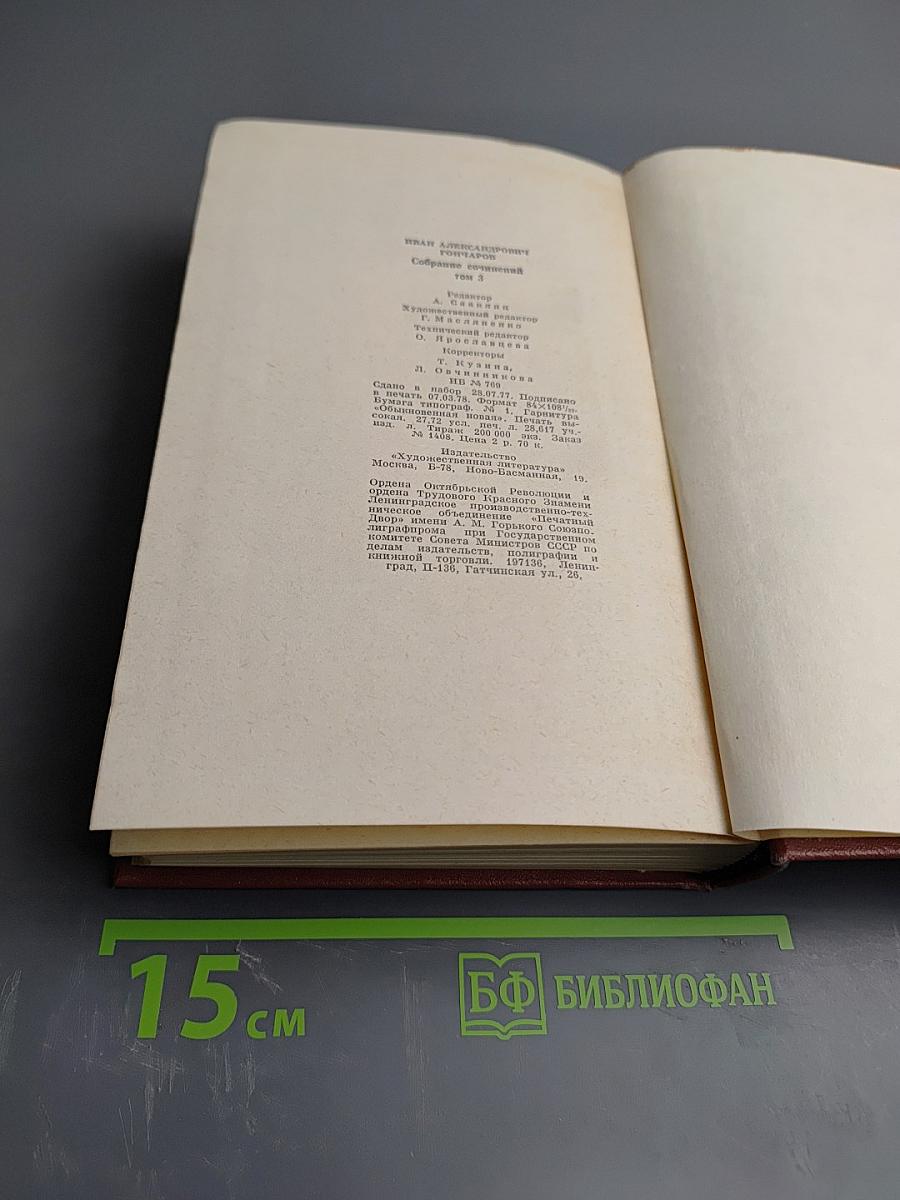 ИВАН АЛЕКСАНДРОВИЧ
ГОНЧАРОВ
Собрание сочинений
том 3
Редактор
А. Саакянц
Художественный редактор
Г. Масляненко
Технический редактор
О. Ярославцева
Корректоры
Т. Кузина,
Л. Овчинникова
ИБ № 769
Сдано в набор 28.07.77. Подписано
в печать 07.03.78. Формат 84×108¹/₃₂.
Бумага типограф. № 1. Гарнитура
«Обыкновенная новая». Печать вы-
сокая. 27,72 усл. печ. л. 28,617 уч.-
изд. л. Тираж 200 000 экз. Заказ
№ 1408. Цена 2 р. 70 к.
Издательство
«Художественная литература»
Москва, Б-78, Ново-Басманная, 19.
Ордена Октябрьской Революции и
ордена Трудового Красного Знамени
Ленинградское производственно-тех-
ническое объединение «Печатный
Двор» имени А. М. Горького Союзпо-
лиграфпрома при Государственном
комитете Совета Министров СССР по
делам издательств, полиграфии и
книжной торговли. 197136, Ленин-
град, П-136, Гатчинская ул., 26.
15 см
БФ БИБЛИОФАН